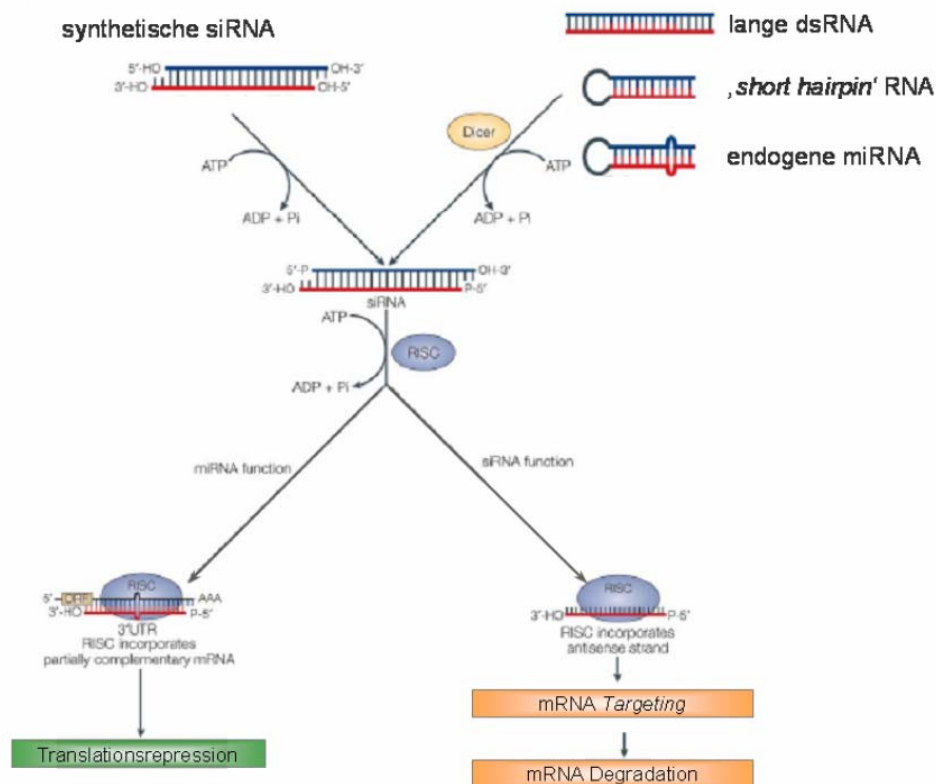 synthetische siRNA
lange dsRNA
5'-HO
OH-3'
3'-HO
OH-5'
‚short hairpin‘ RNA
Dicer
endogene miRNA
ATP
ATP
ADP + Pi
ADP + Pi
5'-P
OH-3'
3'-HO
P-5'
siRNA
ATP
RISC
ADP + Pi
miRNA function
siRNA function
RISC
RISC
5'
ORF
AAA
3'-HO
P-5'
3'-HO
P-5'
3'UTR
RISC incorporates
partially complementary mRNA
RISC incorporates
antisense strand
mRNA Targeting
Translationsrepression
mRNA Degradation